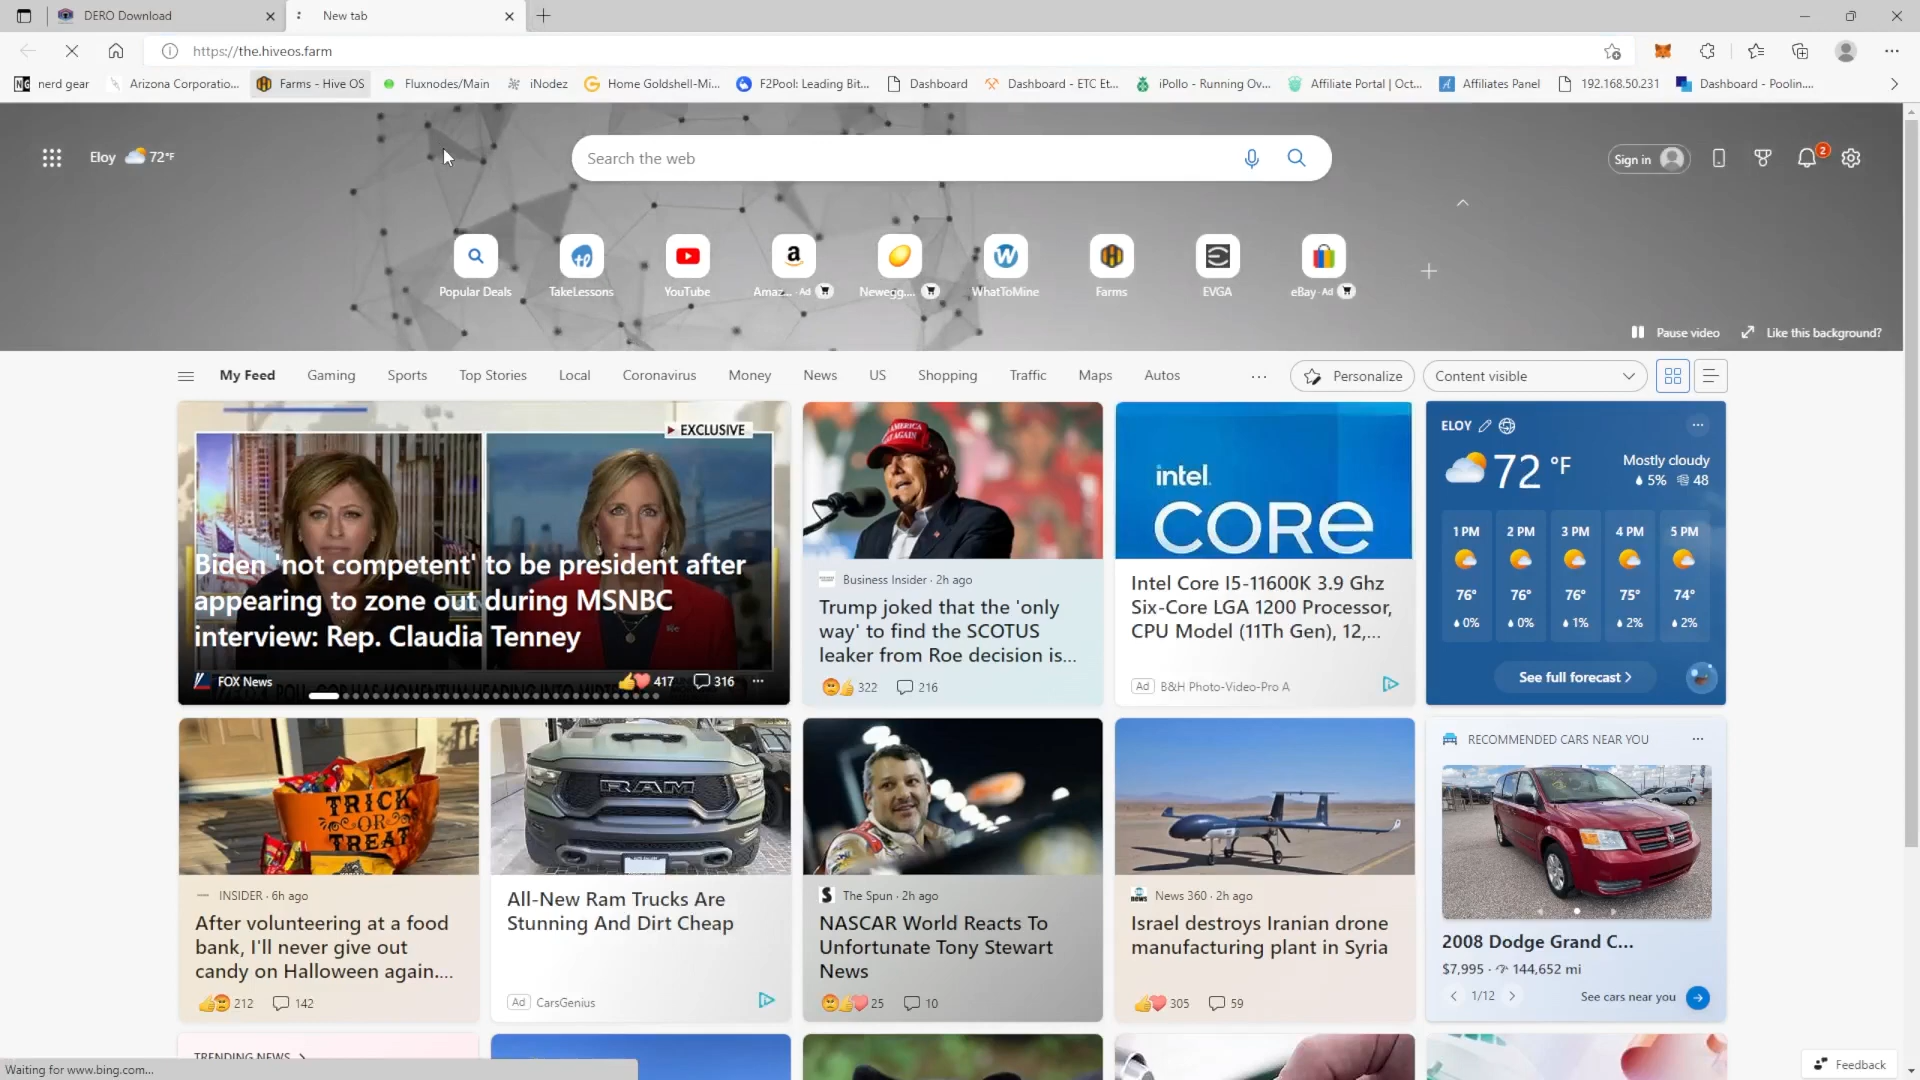 DERO Download
New tab
https://the.hiveos.farm
nerd gear
Arizona Corporatio...
Farms - Hive OS
Fluxnodes/Main
iNodez
Home Goldshell-Mi...
F2Pool: Leading Bit...
Dashboard
Dashboard - ETC Et...
iPollo - Running Ov...
Affiliate Portal | Oct...
Affiliates Panel
192.168.50.231
Dashboard - Poolin....
Eloy 72°F
Search the web
Sign in
2
Popular Deals
TakeLessons
YouTube
Amaz... · Ad
Newegg....
WhatToMine
Farms
EVGA
eBay · Ad
Pause video
Like this background?
My Feed
Gaming
Sports
Top Stories
Local
Coronavirus
Money
News
US
Shopping
Traffic
Maps
Autos
...
Personalize
Content visible
EXCLUSIVE
Biden 'not competent' to be president after
appearing to zone out during MSNBC
interview: Rep. Claudia Tenney
FOX News
417
316
Business Insider · 2h ago
Trump joked that the 'only
way' to find the SCOTUS
leaker from Roe decision is...
322
216
intel.
CORE
Intel Core I5-11600K 3.9 Ghz
Six-Core LGA 1200 Processor,
CPU Model (11Th Gen), 12,...
Ad B&H Photo-Video-Pro A
ELOY
72 °F
Mostly cloudy
5% 48
1 PM 2 PM 3 PM 4 PM 5 PM
76° 76° 76° 75° 74°
0% 0% 1% 2% 2%
See full forecast
TRICK
OR
TREAT
INSIDER · 6h ago
After volunteering at a food
bank, I'll never give out
candy on Halloween again....
212
142
RAM
All-New Ram Trucks Are
Stunning And Dirt Cheap
Ad CarsGenius
The Spun · 2h ago
NASCAR World Reacts To
Unfortunate Tony Stewart
News
25
10
News 360 · 2h ago
Israel destroys Iranian drone
manufacturing plant in Syria
305
59
RECOMMENDED CARS NEAR YOU
2008 Dodge Grand C...
$7,995 · 144,652 mi
1/12
See cars near you
TRENDING NEWS
Waiting for www.bing.com...
Feedback